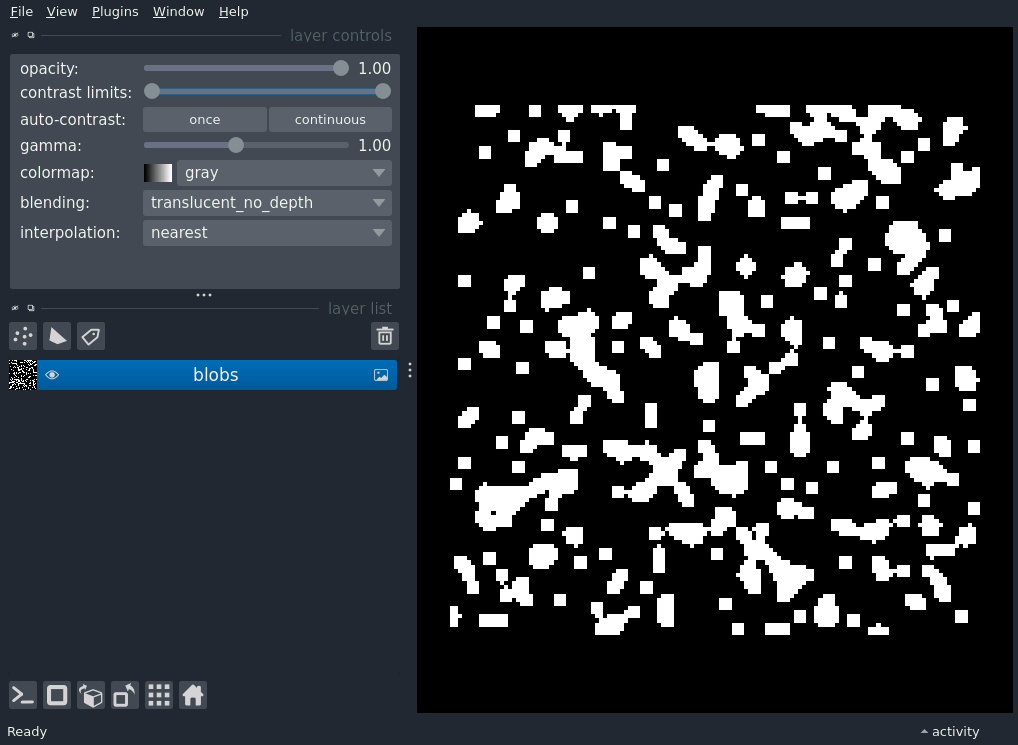 File View Plugins Window Help
layer controls
opacity: 1.00
contrast limits:
auto-contrast: once continuous
gamma: 1.00
colormap: gray
blending: translucent_no_depth
interpolation: nearest
layer list
blobs
Ready activity